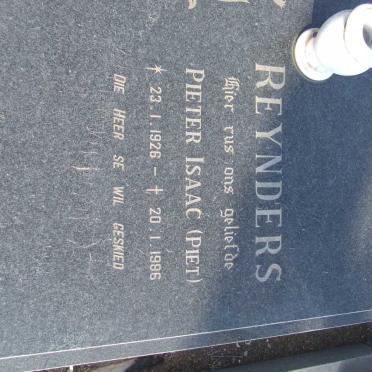 REYNDERS
Hier rus ons geliefde
PIETER ISAAC (PIET)
* 23.1.1926 – † 20.1.1986
DIE HEER SE WIL GESKIED